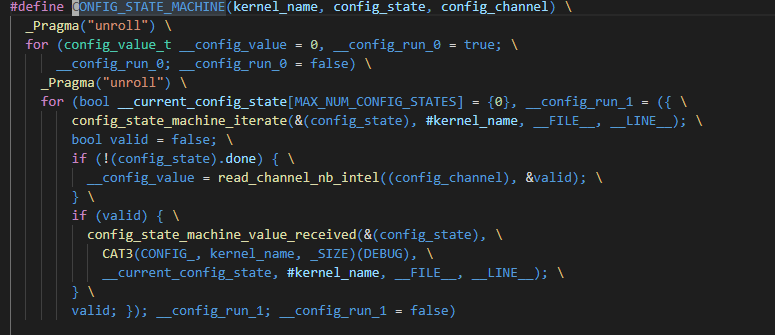 #define CONFIG_STATE_MACHINE(kernel_name, config_state, config_channel) \
  _Pragma("unroll") \
  for (config_value_t __config_value = 0, __config_run_0 = true; \
      __config_run_0; __config_run_0 = false) \
    _Pragma("unroll") \
    for (bool __current_config_state[MAX_NUM_CONFIG_STATES] = {0}, __config_run_1 = ({ \
        config_state_machine_iterate(&(config_state), #kernel_name, __FILE__, __LINE__); \
        bool valid = false; \
        if (!(config_state).done) { \
          __config_value = read_channel_nb_intel((config_channel), &valid); \
        } \
        if (valid) { \
          config_state_machine_value_received(&(config_state), \
            CAT3(CONFIG_, kernel_name, _SIZE)(DEBUG), \
            __current_config_state, #kernel_name, __FILE__, __LINE__); \
        } \
        valid; }); __config_run_1; __config_run_1 = false)